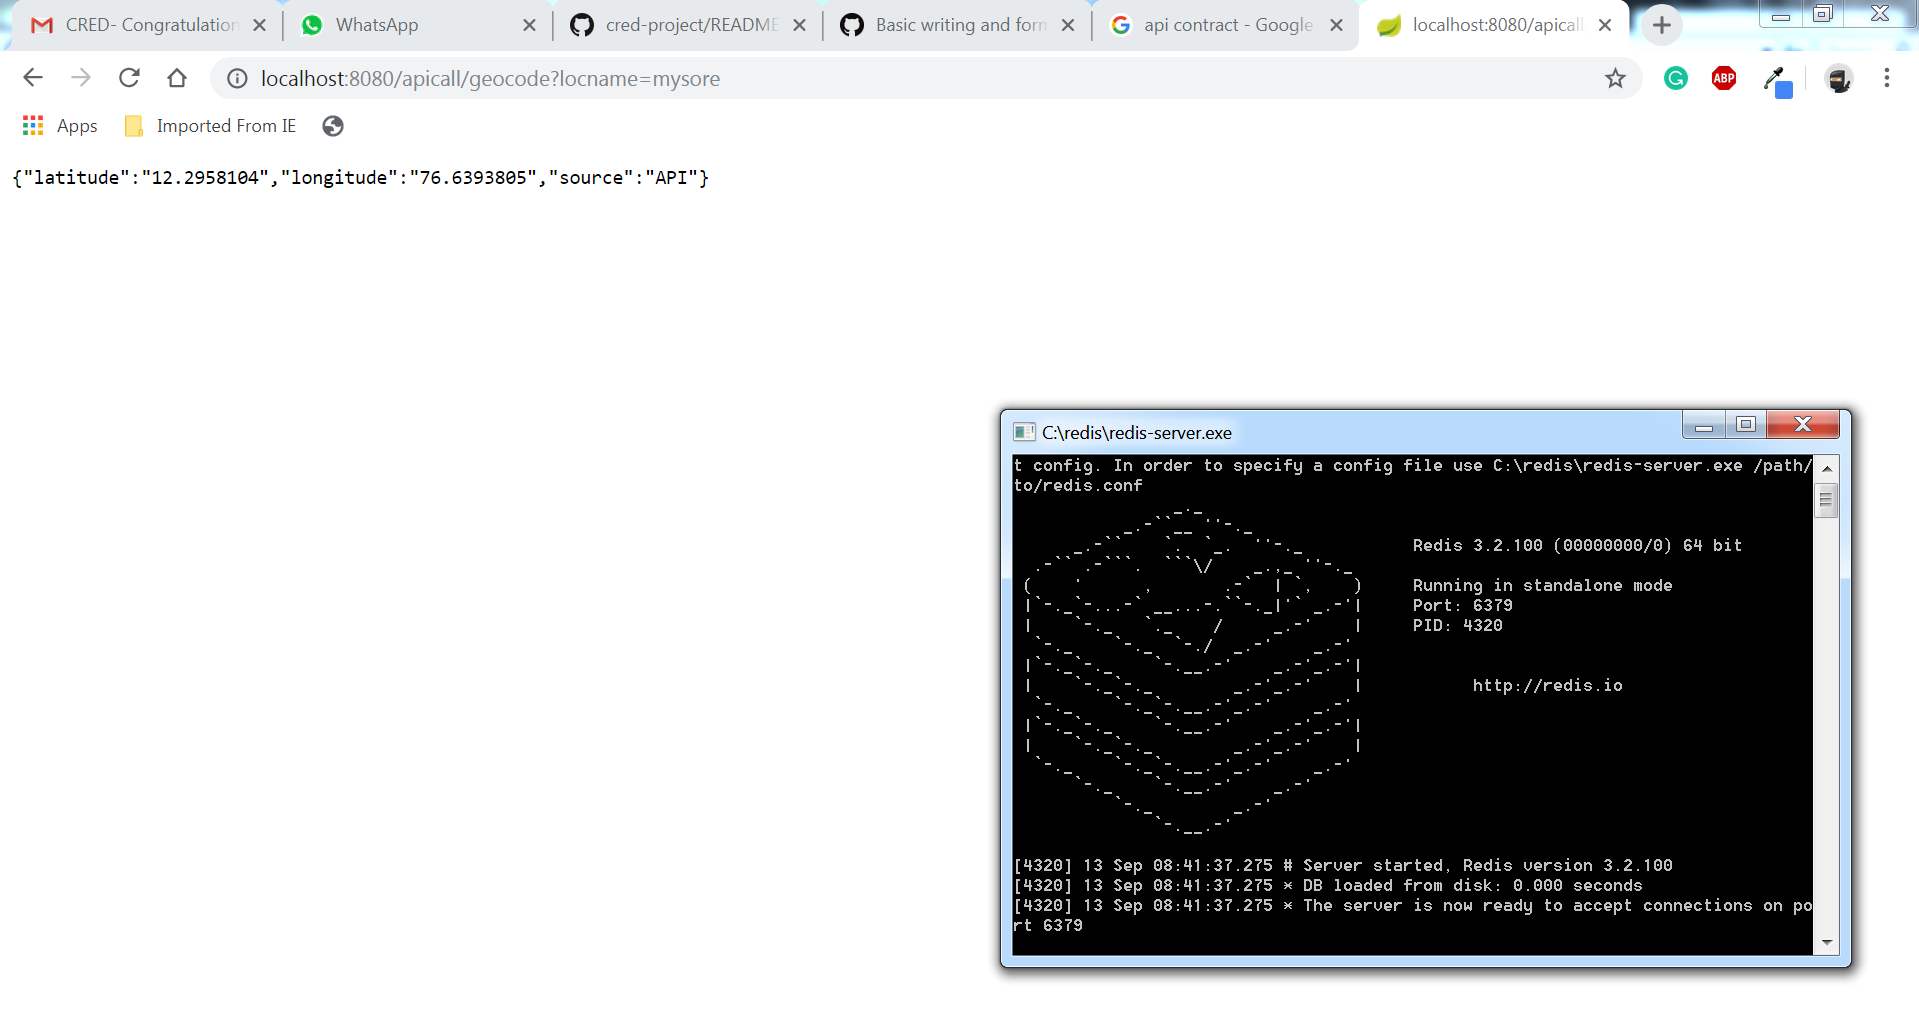 CRED- Congratulation
WhatsApp
cred-project/README
Basic writing and form
api contract - Google
localhost:8080/apicall
localhost:8080/apicall/geocode?locname=mysore
ABP
Apps
Imported From IE
{"latitude":"12.2958104","longitude":"76.6393805","source":"API"}
C:\redis\redis-server.exe
t config. In order to specify a config file use C:\redis\redis-server.exe /path/
to/redis.conf
Redis 3.2.100 (00000000/0) 64 bit
Running in standalone mode
Port: 6379
PID: 4320
http://redis.io
[4320] 13 Sep 08:41:37.275 # Server started, Redis version 3.2.100
[4320] 13 Sep 08:41:37.275 * DB loaded from disk: 0.000 seconds
[4320] 13 Sep 08:41:37.275 * The server is now ready to accept connections on po
rt 6379